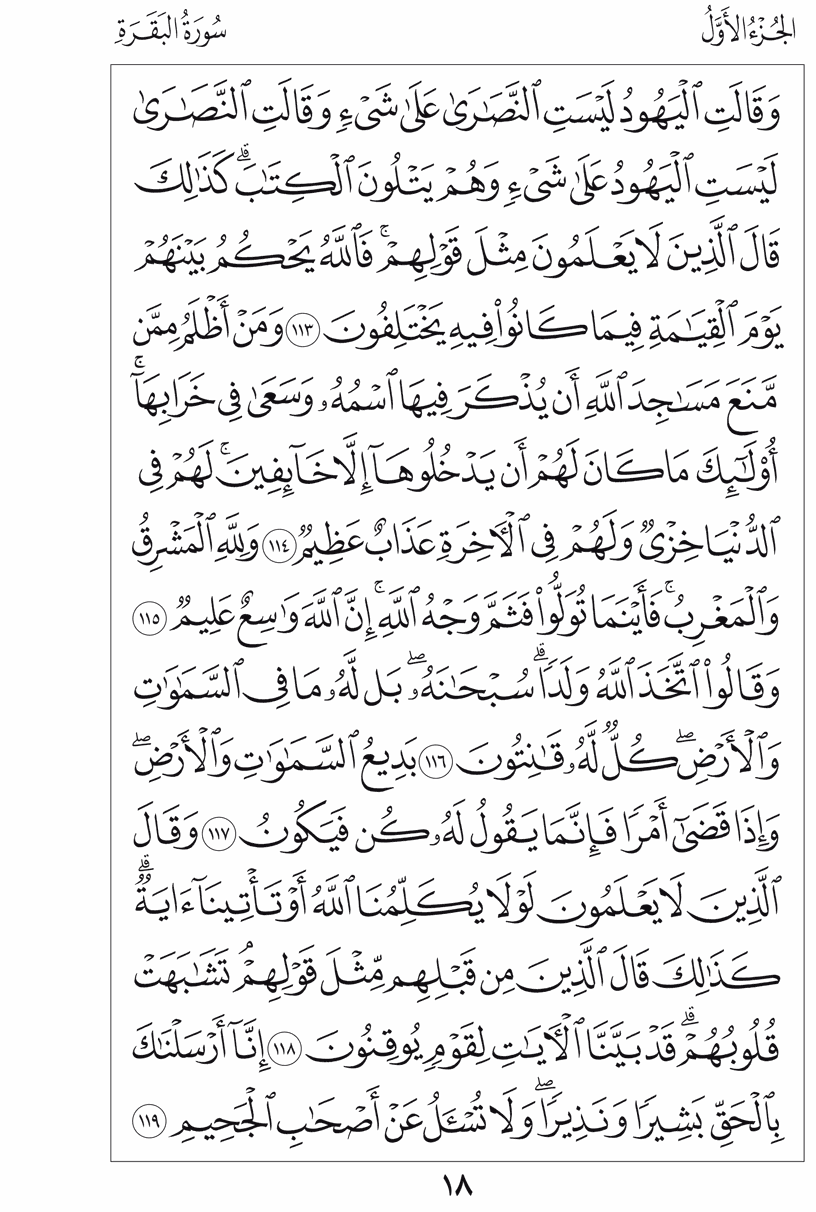 الجُزْءُ الأَوَّلُ
سُورَةُ البَقَرَةِ
وَقَالَتِ ٱلْيَهُودُ لَيْسَتِ ٱلنَّصَٰرَىٰ عَلَىٰ شَىْءٍ وَقَالَتِ ٱلنَّصَٰرَىٰ
لَيْسَتِ ٱلْيَهُودُ عَلَىٰ شَىْءٍ وَهُمْ يَتْلُونَ ٱلْكِتَٰبَ ۗ كَذَٰلِكَ
قَالَ ٱلَّذِينَ لَا يَعْلَمُونَ مِثْلَ قَوْلِهِمْ ۚ فَٱللَّهُ يَحْكُمُ بَيْنَهُمْ
يَوْمَ ٱلْقِيَٰمَةِ فِيمَا كَانُوا۟ فِيهِ يَخْتَلِفُونَ ١١٣ وَمَنْ أَظْلَمُ مِمَّن
مَّنَعَ مَسَٰجِدَ ٱللَّهِ أَن يُذْكَرَ فِيهَا ٱسْمُهُۥ وَسَعَىٰ فِى خَرَابِهَآ ۚ
أُو۟لَٰٓئِكَ مَا كَانَ لَهُمْ أَن يَدْخُلُوهَآ إِلَّا خَآئِفِينَ ۚ لَهُمْ فِى
ٱلدُّنْيَا خِزْىٌ وَلَهُمْ فِى ٱلْءَاخِرَةِ عَذَابٌ عَظِيمٌ ١١٤ وَلِلَّهِ ٱلْمَشْرِقُ
وَٱلْمَغْرِبُ ۚ فَأَيْنَمَا تُوَلُّوا۟ فَثَمَّ وَجْهُ ٱللَّهِ ۚ إِنَّ ٱللَّهَ وَٰسِعٌ عَلِيمٌ ١١٥
وَقَالُوا۟ ٱتَّخَذَ ٱللَّهُ وَلَدًا ۗ سُبْحَٰنَهُۥ ۖ بَل لَّهُۥ مَا فِى ٱلسَّمَٰوَٰتِ
وَٱلْأَرْضِ ۖ كُلٌّ لَّهُۥ قَٰنِتُونَ ١١٦ بَدِيعُ ٱلسَّمَٰوَٰتِ وَٱلْأَرْضِ ۖ
وَإِذَا قَضَىٰٓ أَمْرًا فَإِنَّمَا يَقُولُ لَهُۥ كُن فَيَكُونُ ١١٧ وَقَالَ
ٱلَّذِينَ لَا يَعْلَمُونَ لَوْلَا يُكَلِّمُنَا ٱللَّهُ أَوْ تَأْتِينَآ ءَايَةٌ ۗ
كَذَٰلِكَ قَالَ ٱلَّذِينَ مِن قَبْلِهِم مِّثْلَ قَوْلِهِمْ ۘ تَشَٰبَهَتْ
قُلُوبُهُمْ ۗ قَدْ بَيَّنَّا ٱلْءَايَٰتِ لِقَوْمٍ يُوقِنُونَ ١١٨ إِنَّآ أَرْسَلْنَٰكَ
بِٱلْحَقِّ بَشِيرًا وَنَذِيرًا ۖ وَلَا تُسْـَٔلُ عَنْ أَصْحَٰبِ ٱلْجَحِيمِ ١١٩
١٨